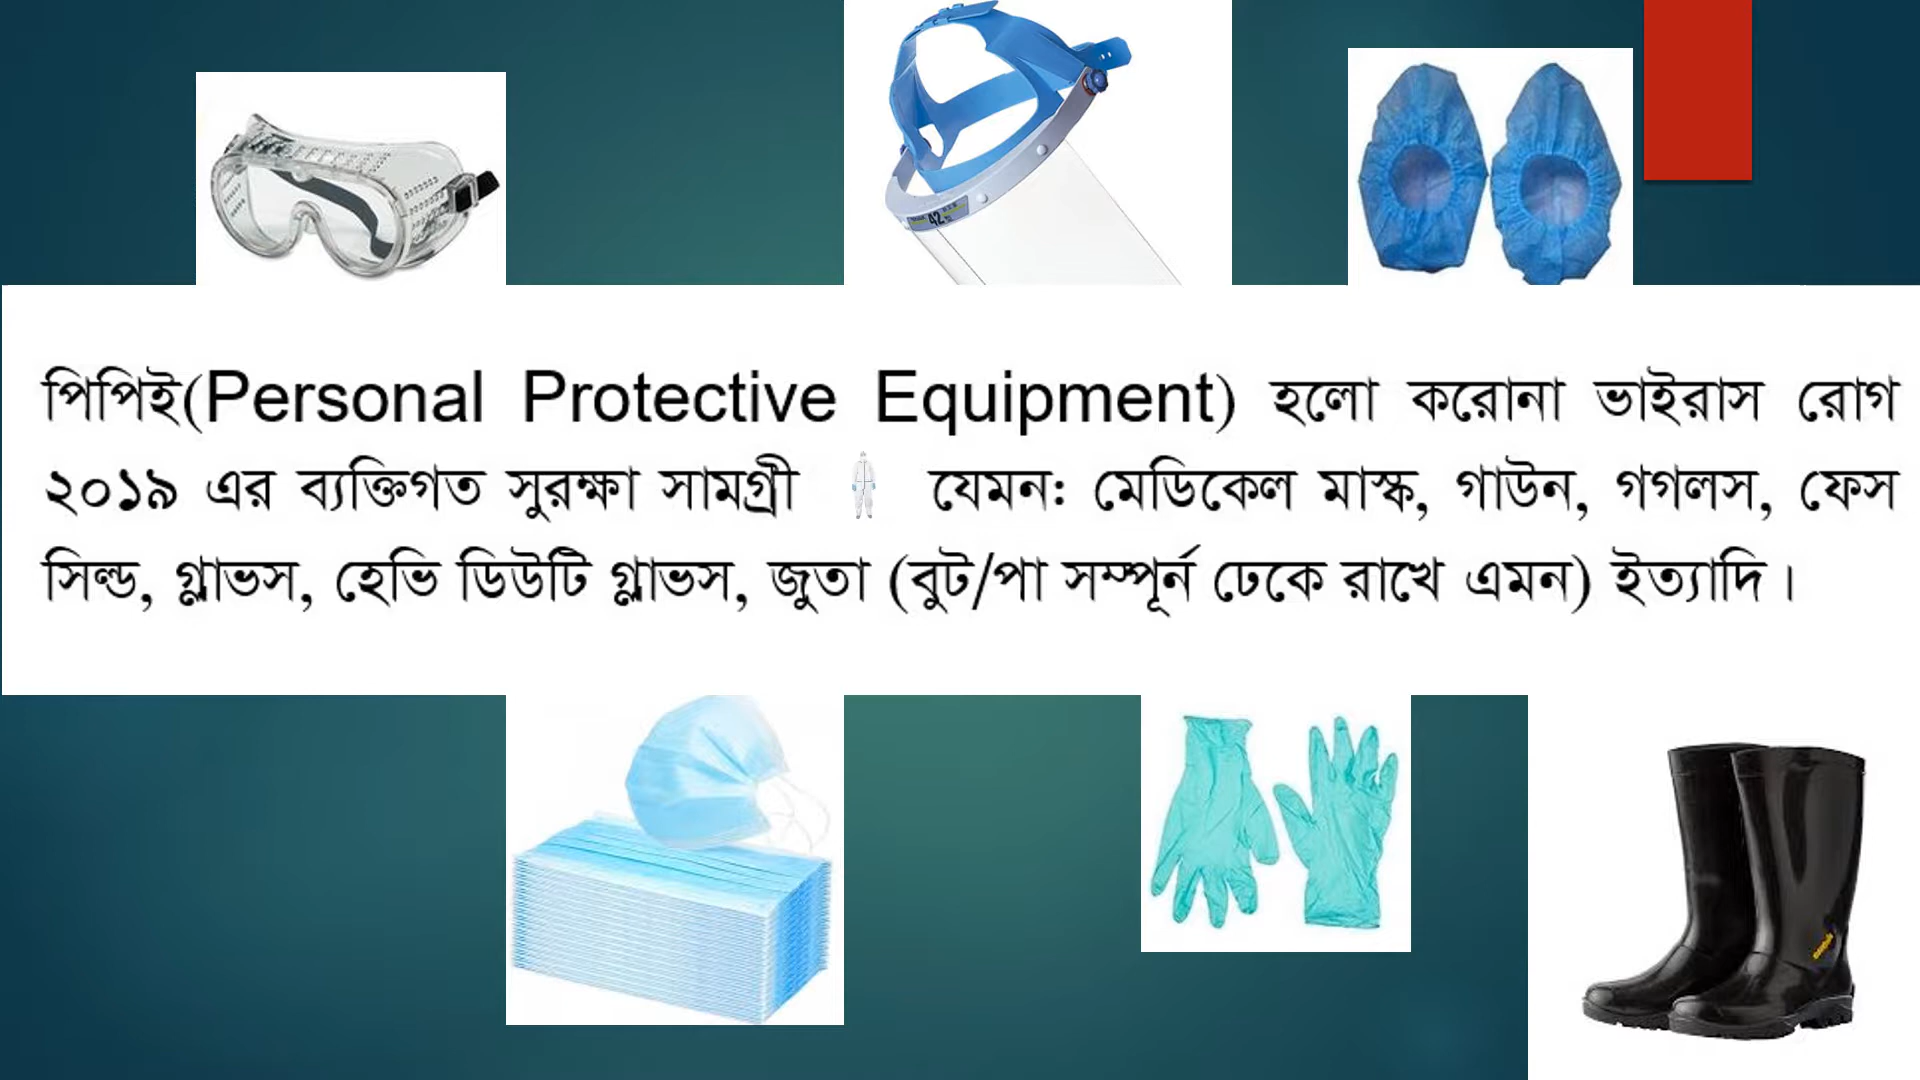 পিপিই(Personal Protective Equipment) হলো করোনা ভাইরাস রোগ
২০১৯ এর ব্যক্তিগত সুরক্ষা সামগ্রী যেমন: মেডিকেল মাস্ক, গাউন, গগলস, ফেস
সিল্ড, গ্লাভস, হেভি ডিউটি গ্লাভস, জুতা (বুট/পা সম্পূর্ন ঢেকে রাখে এমন) ইত্যাদি।